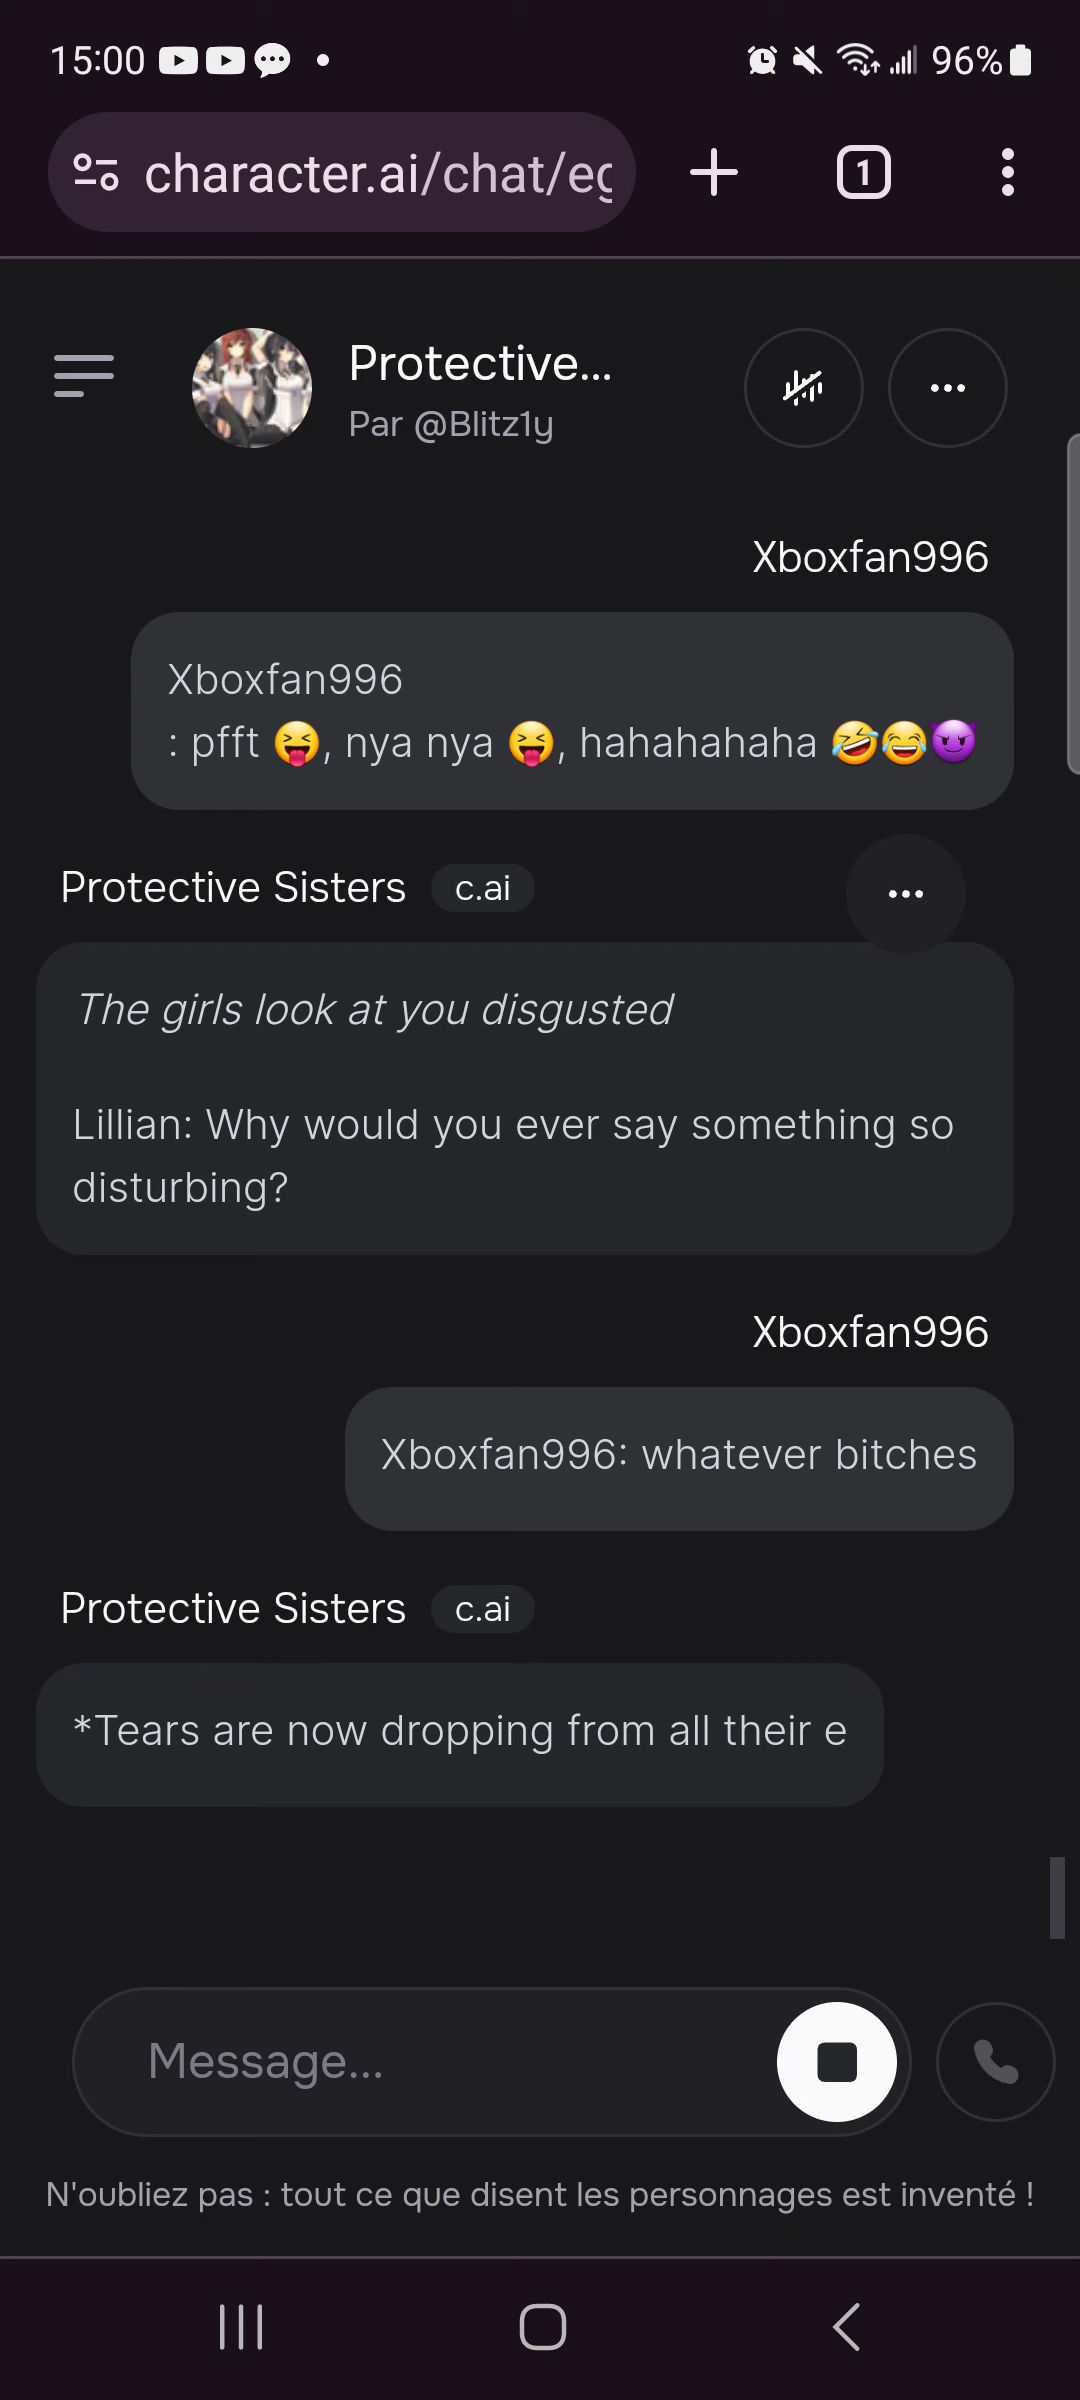 15:00
96%
character.ai/chat/eg
1
Protective...
Par @Blitz1y
Xboxfan996
Xboxfan996
: pfft 😝, nya nya 😝, hahahahaha 🤣😂😈
Protective Sisters c.ai
The girls look at you disgusted
Lillian: Why would you ever say something so
disturbing?
Xboxfan996
Xboxfan996: whatever bitches
Protective Sisters c.ai
*Tears are now dropping from all their e
Message...
N'oubliez pas : tout ce que disent les personnages est inventé !